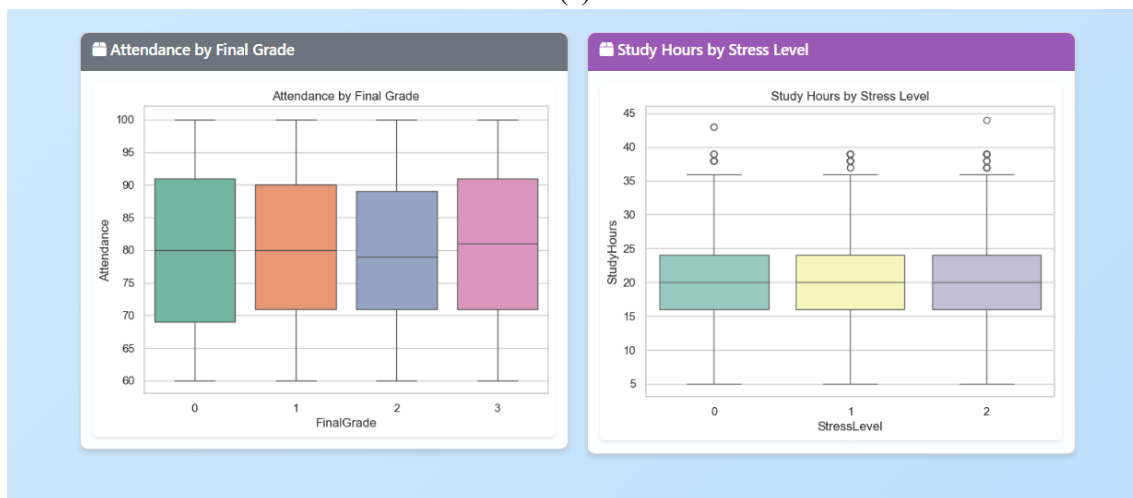 Attendance by Final Grade
Attendance by Final Grade
100
95
90
85
80
75
70
65
60
Attendance
0 1 2 3
FinalGrade
Study Hours by Stress Level
Study Hours by Stress Level
45
40
35
30
25
20
15
10
5
StudyHours
0 1 2
StressLevel